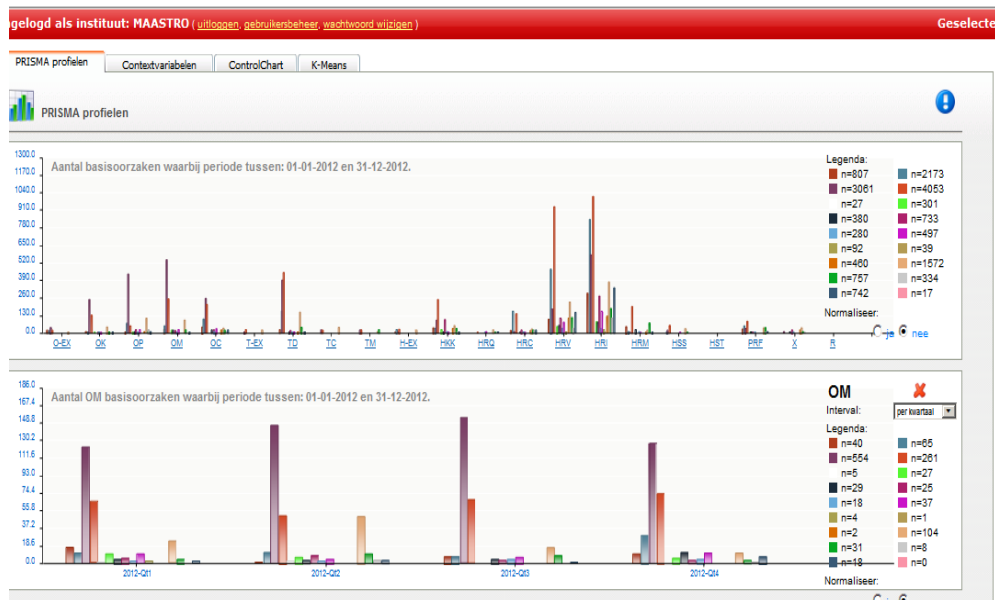 gelogd als instituut: MAASTRO ( uitloggen, gebruikersbeheer, wachtwoord wijzigen )
Geselecte
PRISMA profielen
Contextvariabelen
ControlChart
K-Means
PRISMA profielen
Aantal basisoorzaken waarbij periode tussen: 01-01-2012 en 31-12-2012.
1300.0
1170.0
1040.0
910.0
780.0
650.0
520.0
390.0
260.0
130.0
0.0
O-EX OK OP OM OC T-EX TD TC TM H-EX HKK HRQ HRC HRV HRI HRM HSS HST PRF X R
Legenda:
n=807 n=2173
n=3061 n=4053
n=27 n=301
n=380 n=733
n=280 n=497
n=92 n=39
n=460 n=1572
n=757 n=334
n=742 n=17
Normaliseer:
ja nee
Aantal OM basisoorzaken waarbij periode tussen: 01-01-2012 en 31-12-2012.
186.0
167.4
148.8
130.2
111.6
93.0
74.4
55.8
37.2
18.6
0.0
2012-Qt1 2012-Qt2 2012-Qt3 2012-Qt4
OM
Interval: per kwartaal
Legenda:
n=40 n=65
n=554 n=261
n=5 n=27
n=29 n=25
n=18 n=37
n=4 n=1
n=2 n=104
n=31 n=8
n=18 n=0
Normaliseer: